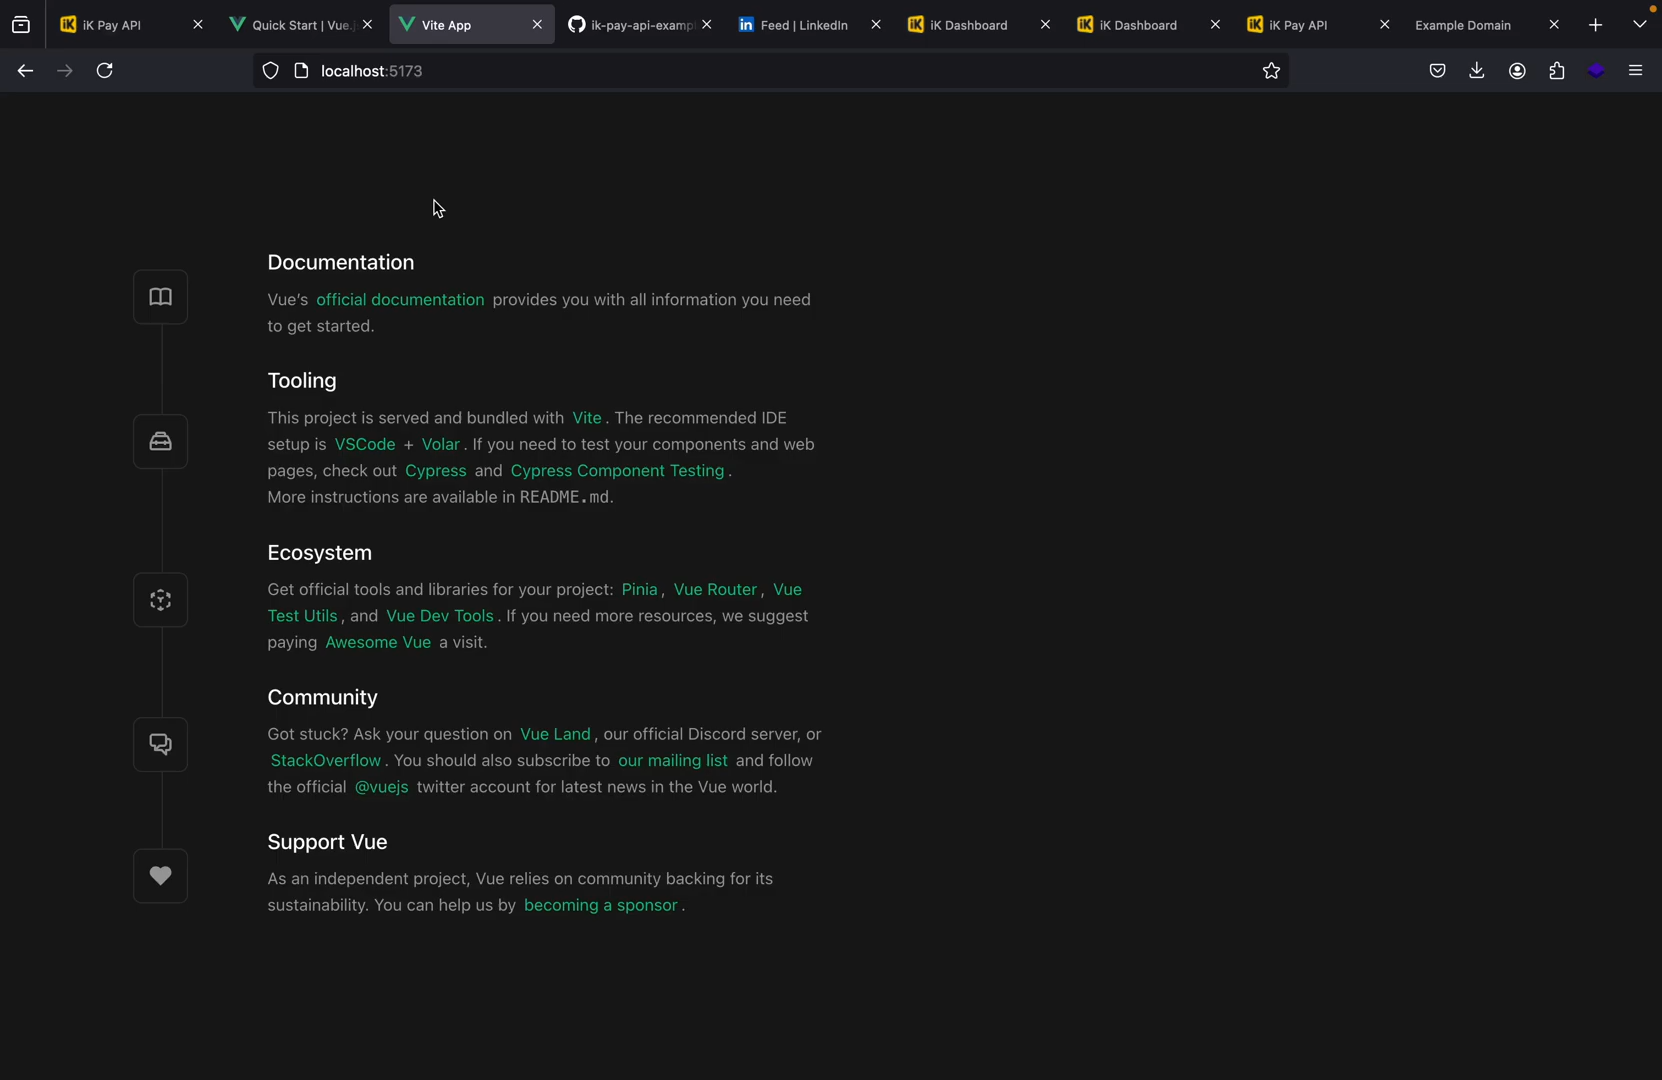 iK Pay API
Quick Start | Vue.j
Vite App
ik-pay-api-exampl
Feed | LinkedIn
iK Dashboard
iK Dashboard
iK Pay API
Example Domain
localhost:5173
Documentation
Vue's official documentation provides you with all information you need
to get started.
Tooling
This project is served and bundled with Vite. The recommended IDE
setup is VSCode + Volar. If you need to test your components and web
pages, check out Cypress and Cypress Component Testing.
More instructions are available in README.md.
Ecosystem
Get official tools and libraries for your project: Pinia, Vue Router, Vue
Test Utils, and Vue Dev Tools. If you need more resources, we suggest
paying Awesome Vue a visit.
Community
Got stuck? Ask your question on Vue Land, our official Discord server, or
StackOverflow. You should also subscribe to our mailing list and follow
the official @vuejs twitter account for latest news in the Vue world.
Support Vue
As an independent project, Vue relies on community backing for its
sustainability. You can help us by becoming a sponsor.